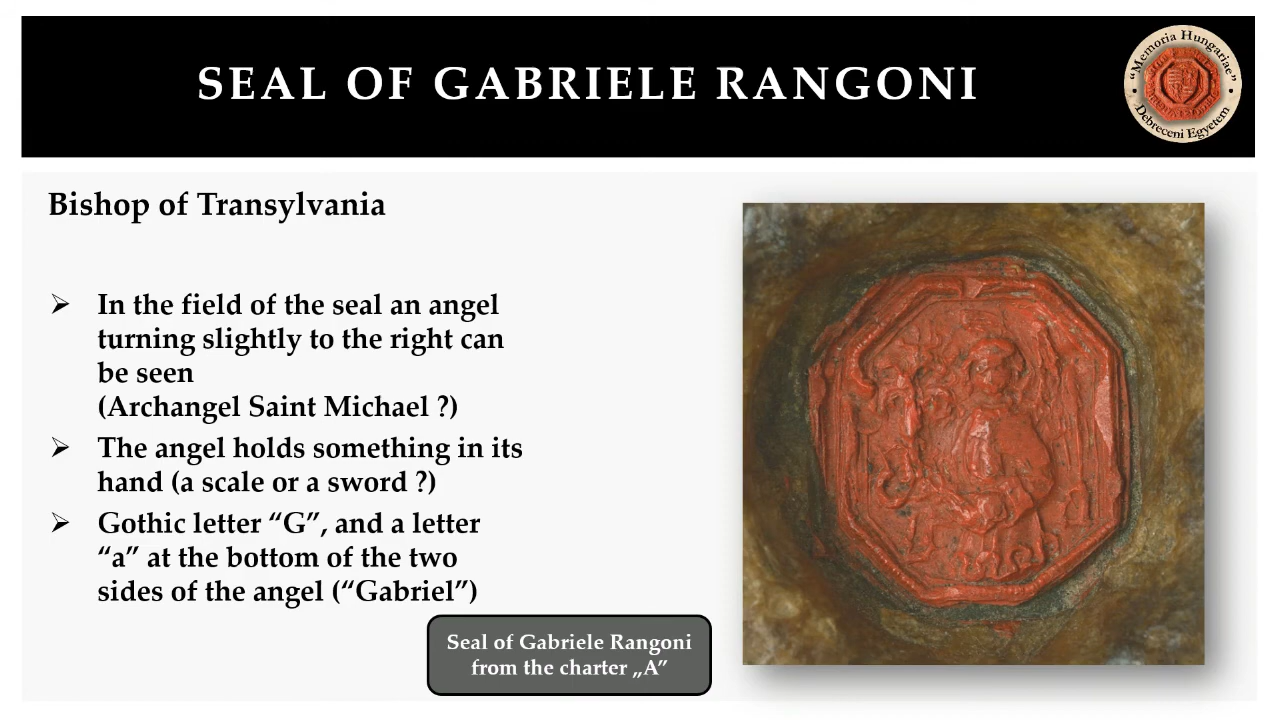 SEAL OF GABRIELE RANGONI
“Memoria Hungariae”
Debreceni Egyetem
Bishop of Transylvania
➢ In the field of the seal an angel
turning slightly to the right can
be seen
(Archangel Saint Michael ?)
➢ The angel holds something in its
hand (a scale or a sword ?)
➢ Gothic letter “G”, and a letter
“a” at the bottom of the two
sides of the angel (“Gabriel”)
Seal of Gabriele Rangoni
from the charter „A”